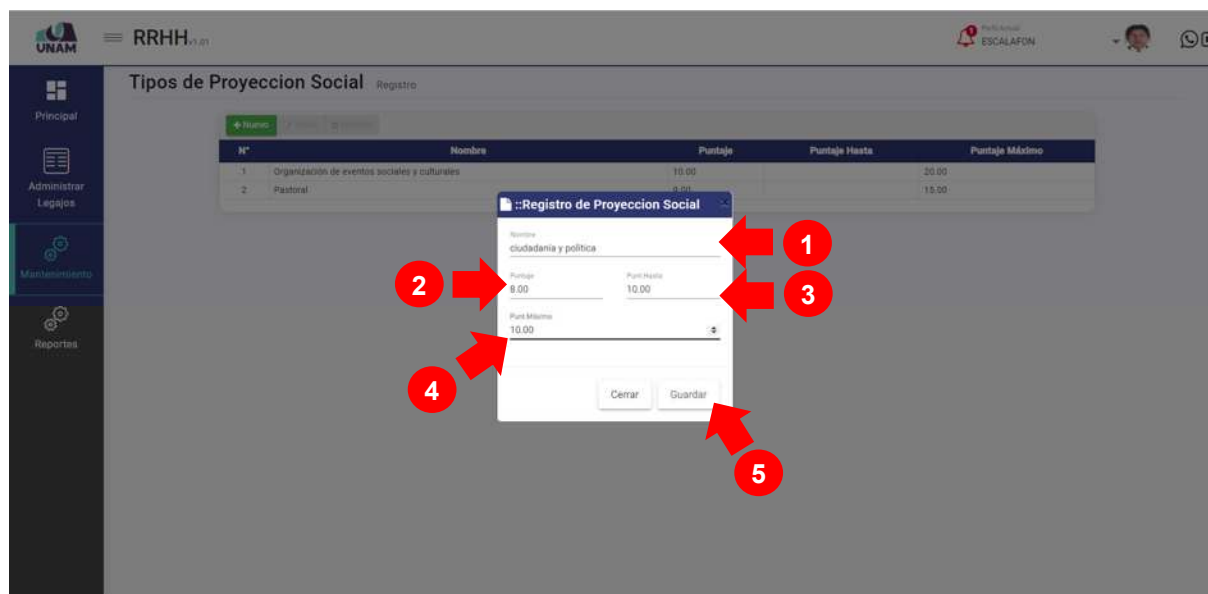 UNAM
RRHH v1.01
ESCALAFON
Principal
Administrar
Legajos
Mantenimiento
Reportes
Tipos de Proyeccion Social Registro
+ Nuevo
N° Nombre Puntaje Puntaje Hasta Puntaje Máximo
1 Organización de eventos sociales y culturales 10.00 20.00
2 Pastoral 15.00
::Registro de Proyeccion Social
Nombre
ciudadania y política
1
Puntaje Punt Hasta
2
8.00 10.00
3
Punt Máximo
10.00
4
Cerrar Guardar
5